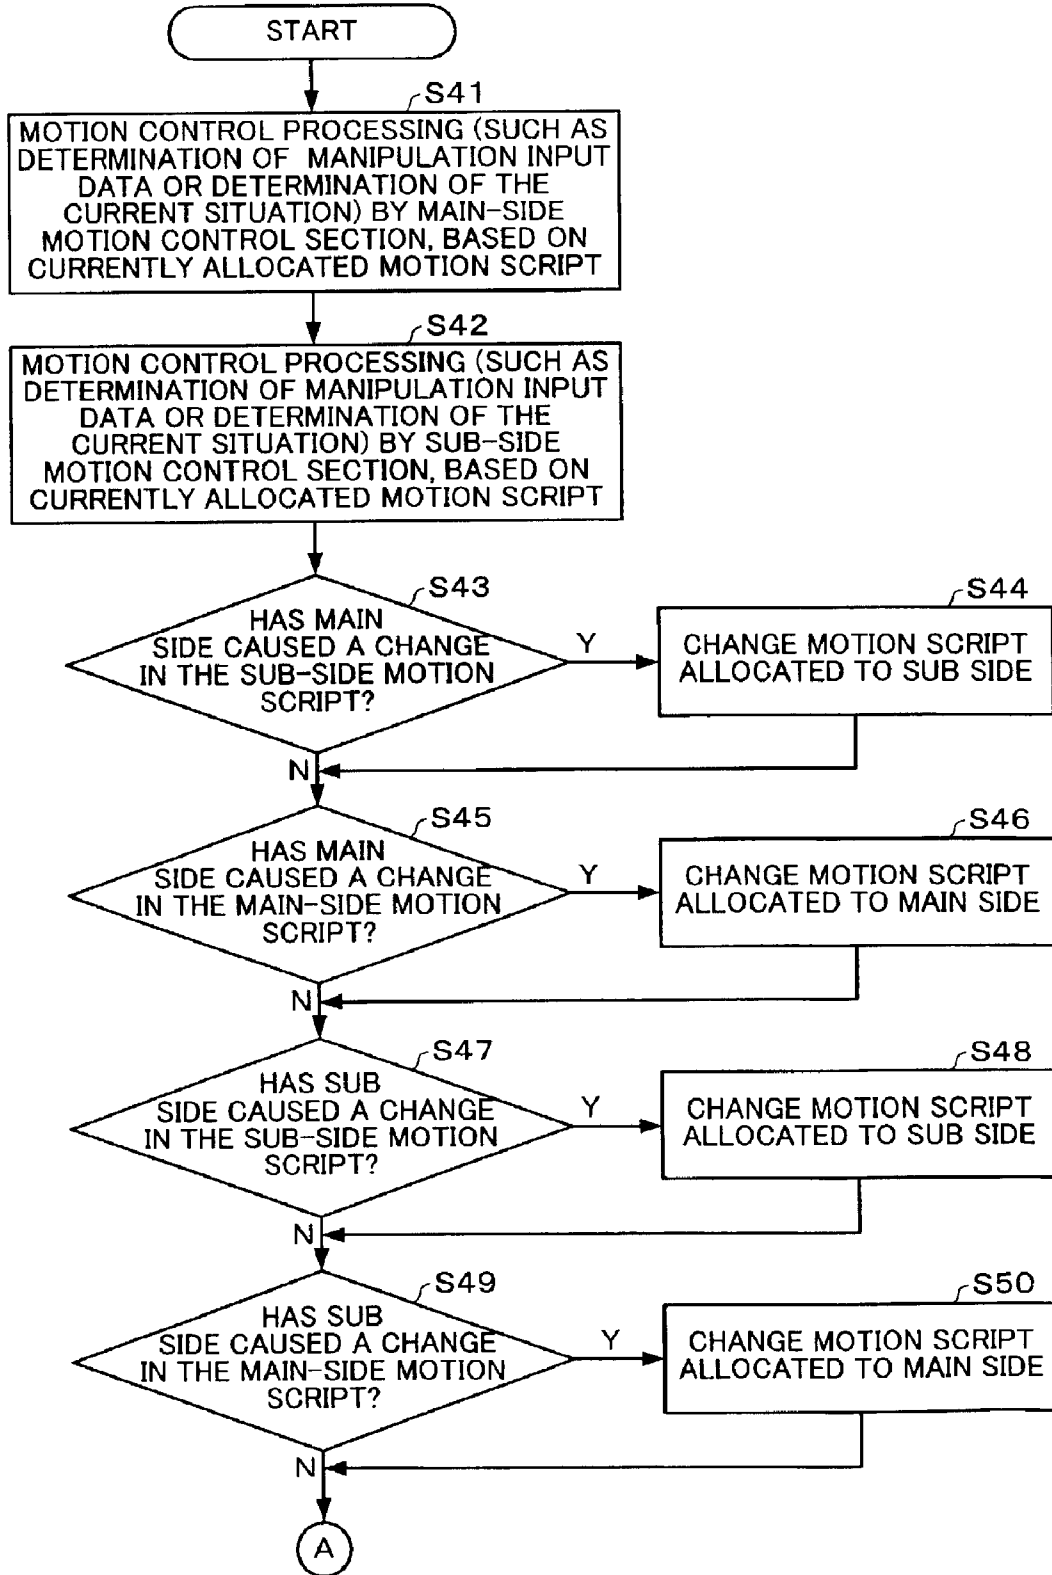 START
S41
MOTION CONTROL PROCESSING (SUCH AS
DETERMINATION OF MANIPULATION INPUT
DATA OR DETERMINATION OF THE
CURRENT SITUATION) BY MAIN-SIDE
MOTION CONTROL SECTION, BASED ON
CURRENTLY ALLOCATED MOTION SCRIPT
S42
MOTION CONTROL PROCESSING (SUCH AS
DETERMINATION OF MANIPULATION INPUT
DATA OR DETERMINATION OF THE
CURRENT SITUATION) BY SUB-SIDE
MOTION CONTROL SECTION, BASED ON
CURRENTLY ALLOCATED MOTION SCRIPT
S43
HAS MAIN
SIDE CAUSED A CHANGE
IN THE SUB-SIDE MOTION
SCRIPT?
Y
S44
CHANGE MOTION SCRIPT
ALLOCATED TO SUB SIDE
N
S45
HAS MAIN
SIDE CAUSED A CHANGE
IN THE MAIN-SIDE MOTION
SCRIPT?
Y
S46
CHANGE MOTION SCRIPT
ALLOCATED TO MAIN SIDE
N
S47
HAS SUB
SIDE CAUSED A CHANGE
IN THE SUB-SIDE MOTION
SCRIPT?
Y
S48
CHANGE MOTION SCRIPT
ALLOCATED TO SUB SIDE
N
S49
HAS SUB
SIDE CAUSED A CHANGE
IN THE MAIN-SIDE MOTION
SCRIPT?
Y
S50
CHANGE MOTION SCRIPT
ALLOCATED TO MAIN SIDE
N
A